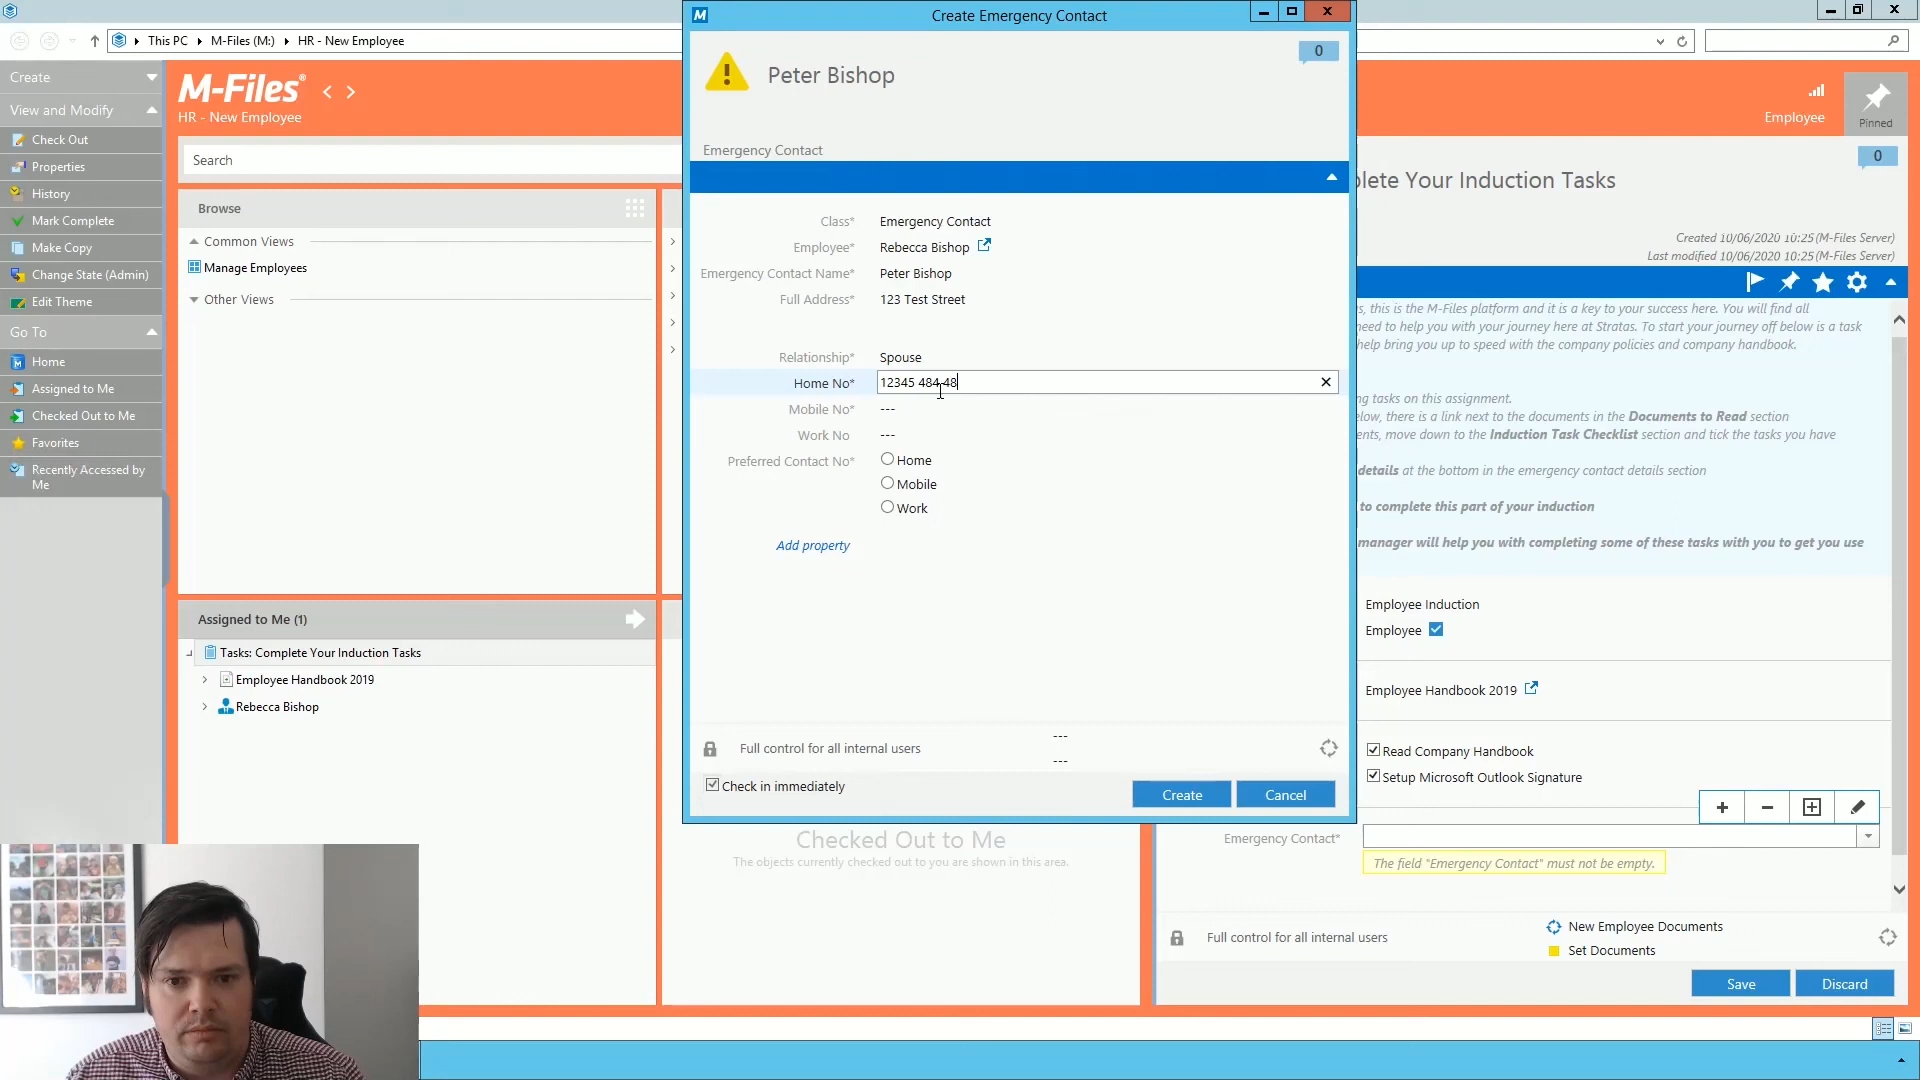 This PC
M-Files (M:)
HR - New Employee
Create
View and Modify
Check Out
Properties
History
Mark Complete
Make Copy
Change State (Admin)
Edit Theme
Go To
Home
Assigned to Me
Checked Out to Me
Favorites
Recently Accessed by
Me
M-Files®
HR - New Employee
Search
Browse
Common Views
Manage Employees
Other Views
Assigned to Me (1)
Tasks: Complete Your Induction Tasks
Employee Handbook 2019
Rebecca Bishop
M
Create Emergency Contact
0
Peter Bishop
Emergency Contact
Class* Emergency Contact
Employee* Rebecca Bishop
Emergency Contact Name* Peter Bishop
Full Address* 123 Test Street
Relationship* Spouse
Home No* 12345 484 48
Mobile No* ---
Work No ---
Preferred Contact No* Home
Mobile
Work
Add property
Full control for all internal users
---
---
Check in immediately
Create
Cancel
Checked Out to Me
The objects currently checked out to you are shown in this area.
Employee
Pinned
0
lete Your Induction Tasks
Created 10/06/2020 10:25 (M-Files Server)
Last modified 10/06/2020 10:25 (M-Files Server)
s, this is the M-Files platform and it is a key to your success here. You will find all
need to help you with your journey here at Stratas. To start your journey off below is a task
help bring you up to speed with the company policies and company handbook.
ng tasks on this assignment.
elow, there is a link next to the documents in the Documents to Read section
ents, move down to the Induction Task Checklist section and tick the tasks you have
details at the bottom in the emergency contact details section
to complete this part of your induction
manager will help you with completing some of these tasks with you to get you use
Employee Induction
Employee
Employee Handbook 2019
Read Company Handbook
Setup Microsoft Outlook Signature
Emergency Contact*
The field "Emergency Contact" must not be empty.
Full control for all internal users
New Employee Documents
Set Documents
Save
Discard